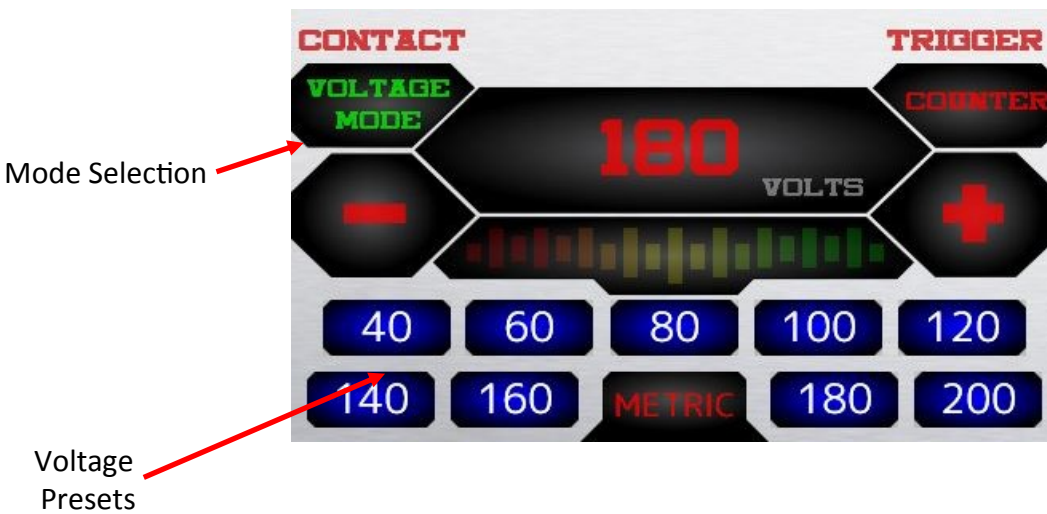 CONTACT
TRIGGER
VOLTAGE
MODE
COUNTER
180
VOLTS
Mode Selection
40 60 80 100 120
140 160 METRIC 180 200
Voltage
Presets